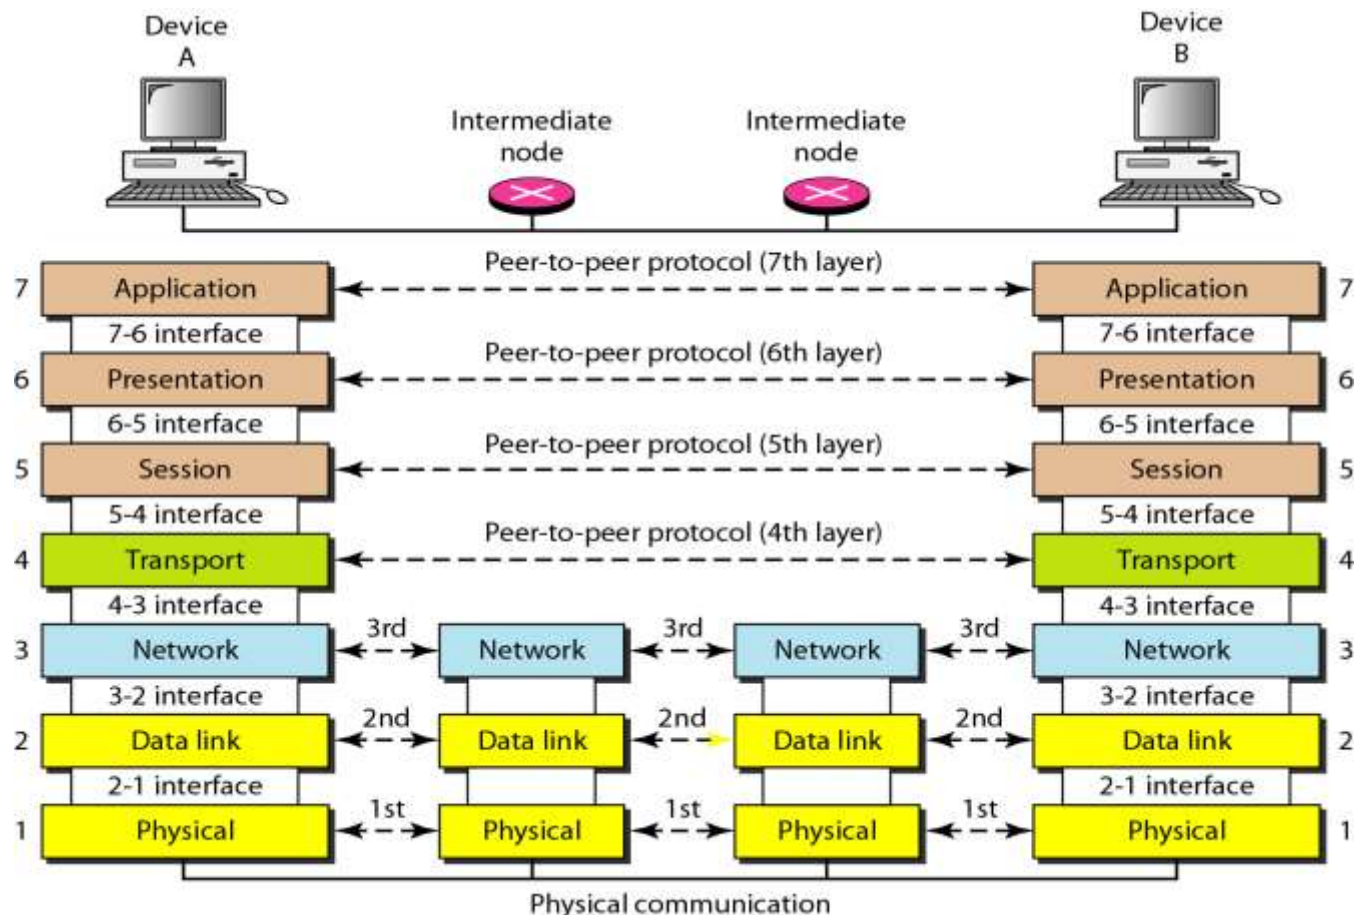 Device
A
Device
B
Intermediate
node
Intermediate
node
Peer-to-peer protocol (7th layer)
7 Application Application 7
7-6 interface 7-6 interface
Peer-to-peer protocol (6th layer)
6 Presentation Presentation 6
6-5 interface 6-5 interface
Peer-to-peer protocol (5th layer)
5 Session Session 5
5-4 interface 5-4 interface
Peer-to-peer protocol (4th layer)
4 Transport Transport 4
4-3 interface 4-3 interface
3 Network 3rd Network 3rd Network 3rd Network 3
3-2 interface 3-2 interface
2 Data link 2nd Data link 2nd Data link 2nd Data link 2
2-1 interface 2-1 interface
1 Physical 1st Physical 1st Physical 1st Physical 1
Physical communication